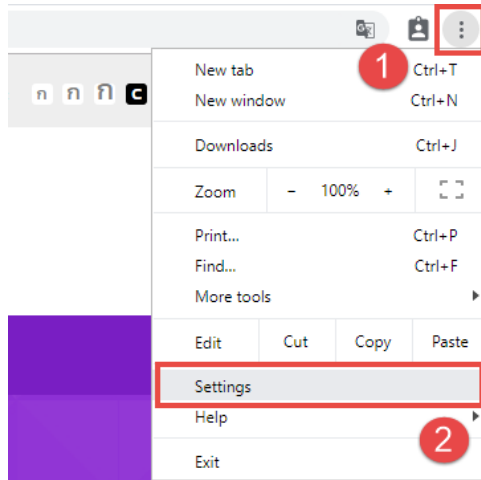 1
New tab Ctrl+T
New window Ctrl+N
ก ก ก C
Downloads Ctrl+J
Zoom - 100% +
Print... Ctrl+P
Find... Ctrl+F
More tools
Edit Cut Copy Paste
Settings
Help
2
Exit